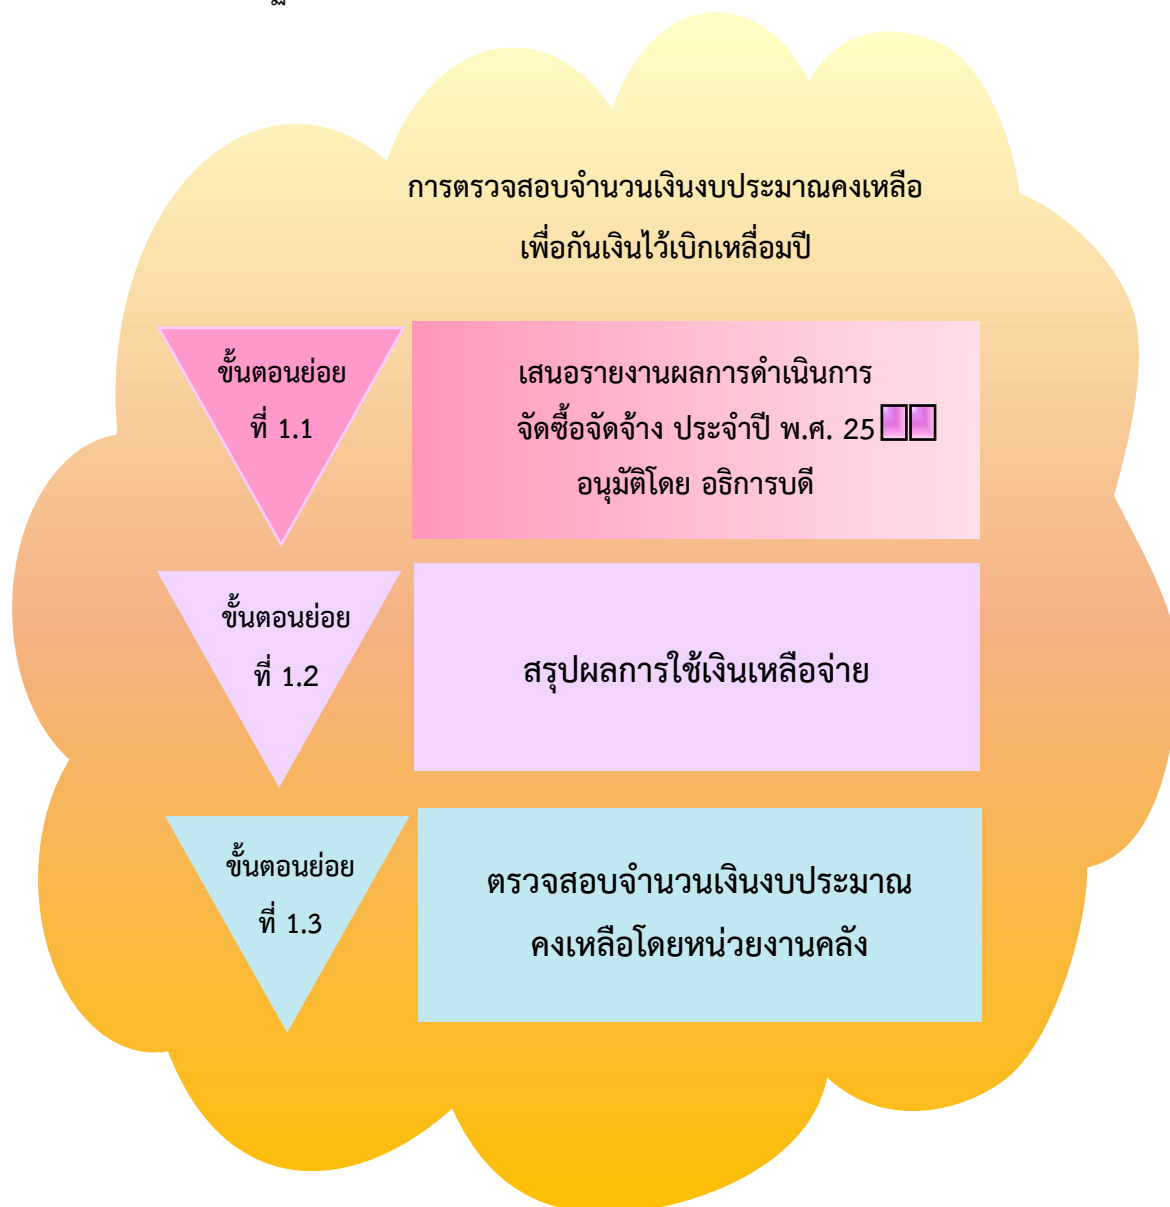 การตรวจสอบจำนวนเงินงบประมาณคงเหลือ
เพื่อกันเงินไว้เบิกเหลื่อมปี
ขั้นตอนย่อย
ที่ 1.1
เสนอรายงานผลการดำเนินการ
จัดซื้อจัดจ้าง ประจำปี พ.ศ. 25
อนุมัติโดย อธิการบดี
ขั้นตอนย่อย
ที่ 1.2
สรุปผลการใช้เงินเหลือจ่าย
ขั้นตอนย่อย
ที่ 1.3
ตรวจสอบจำนวนเงินงบประมาณ
คงเหลือโดยหน่วยงานคลัง